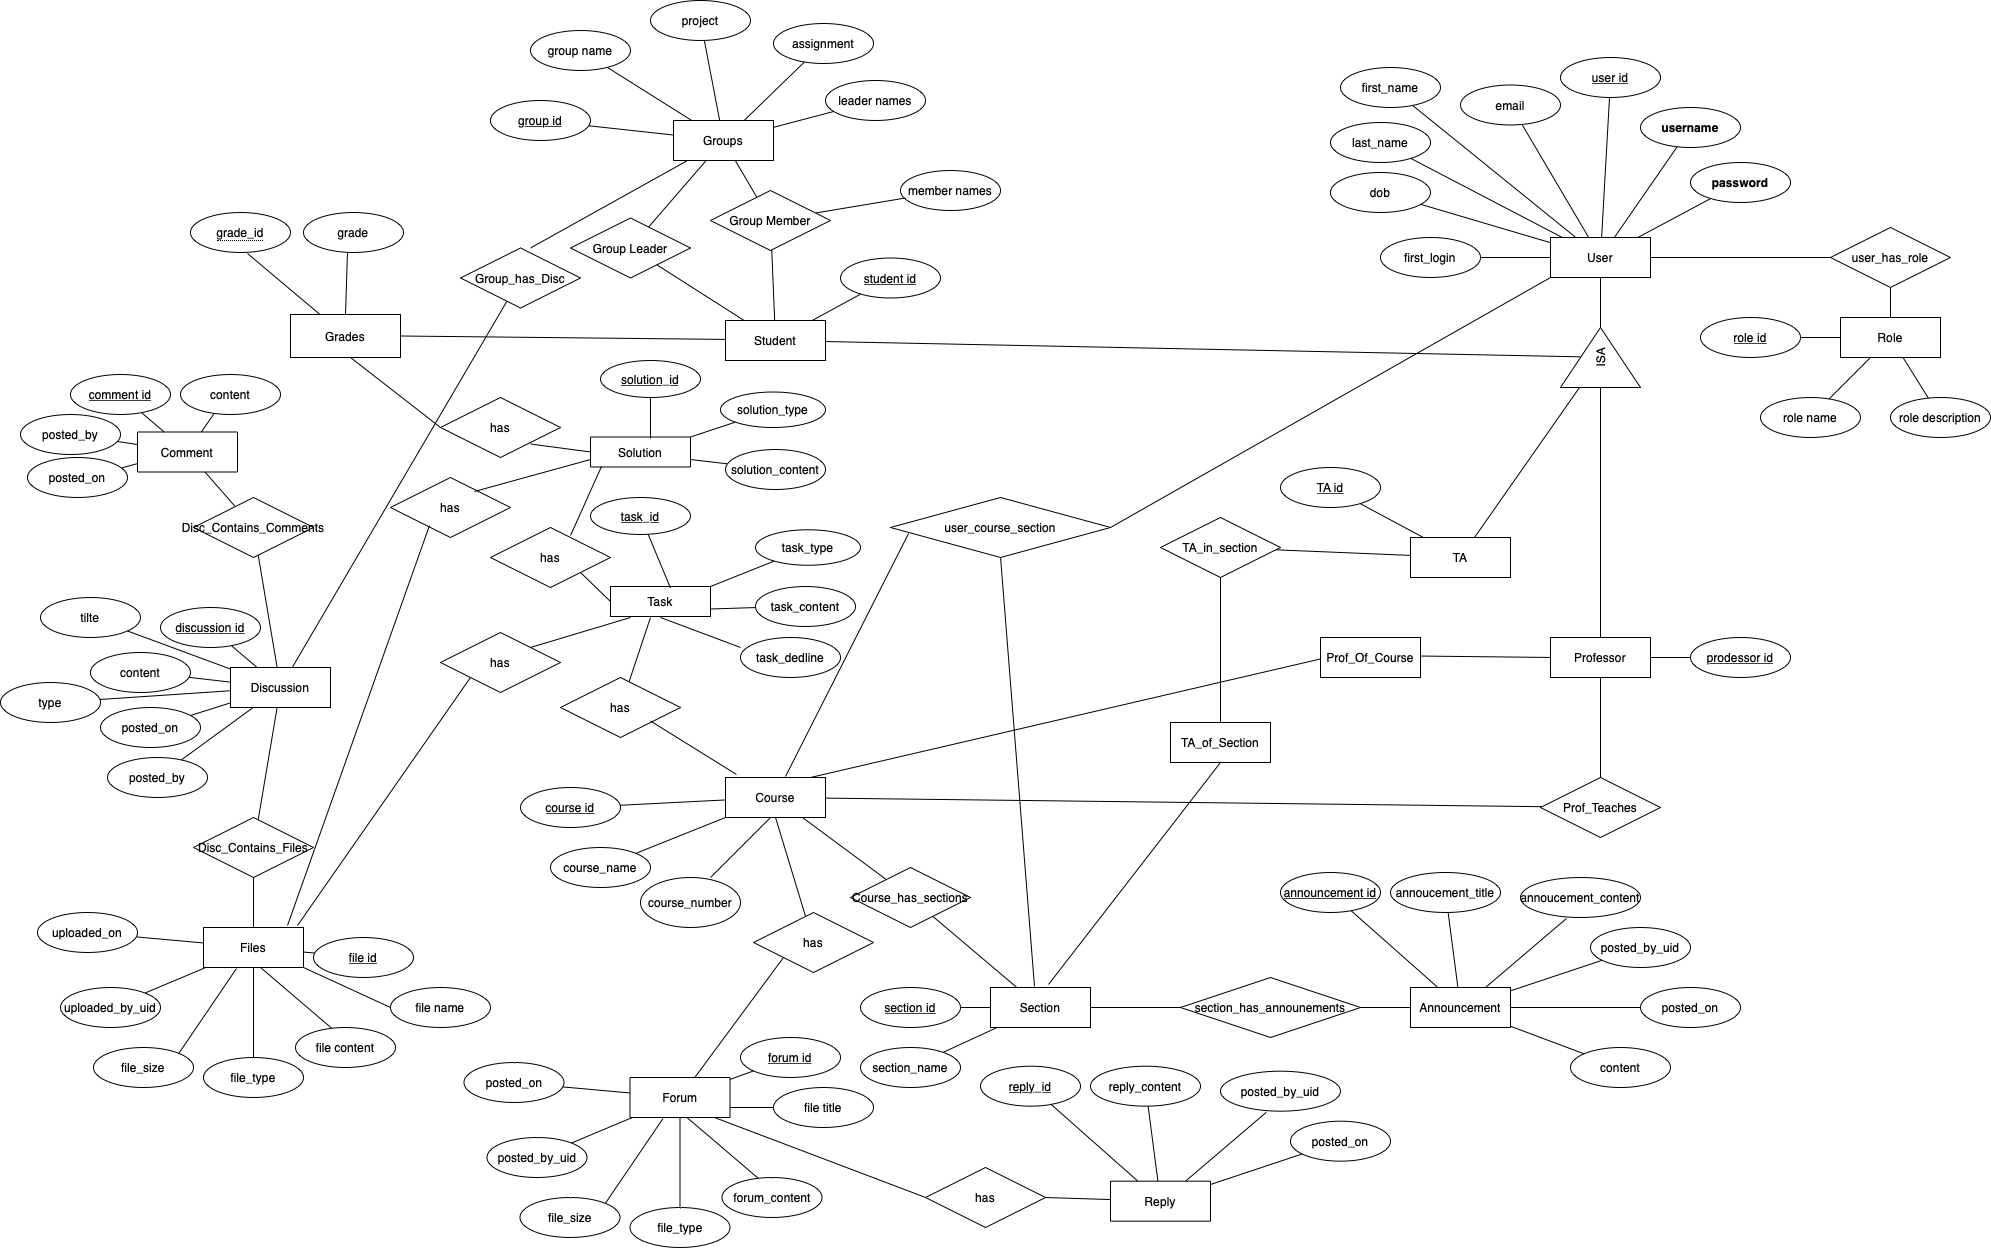 project
group name
assignment
leader names
group id
Groups
member names
Group Member
Group Leader
Group_has_Disc
student id
Student
grade_id
grade
Grades
first_name
email
user id
username
last_name
password
dob
first_login
User
user_has_role
ISA
role id
Role
role name
role description
comment id
content
posted_by
Comment
posted_on
Disc_Contains_Comments
solution_id
solution_type
has
Solution
solution_content
has
task_id
has
task_type
Task
task_content
task_dedline
has
has
user_course_section
TA id
TA_in_section
TA
Prof_Of_Course
Professor
prodessor id
TA_of_Section
Prof_Teaches
tilte
discussion id
content
Discussion
type
posted_on
posted_by
Disc_Contains_Files
Course
course id
course_name
course_number
Course_has_sections
has
uploaded_on
Files
file id
uploaded_by_uid
file name
file content
file_size
file_type
section id
Section
section_name
section_has_announements
announcement id
annoucement_title
annoucement_content
posted_by_uid
Announcement
posted_on
content
forum id
posted_on
Forum
file title
posted_by_uid
forum_content
file_size
file_type
has
reply_id
reply_content
posted_by_uid
posted_on
Reply